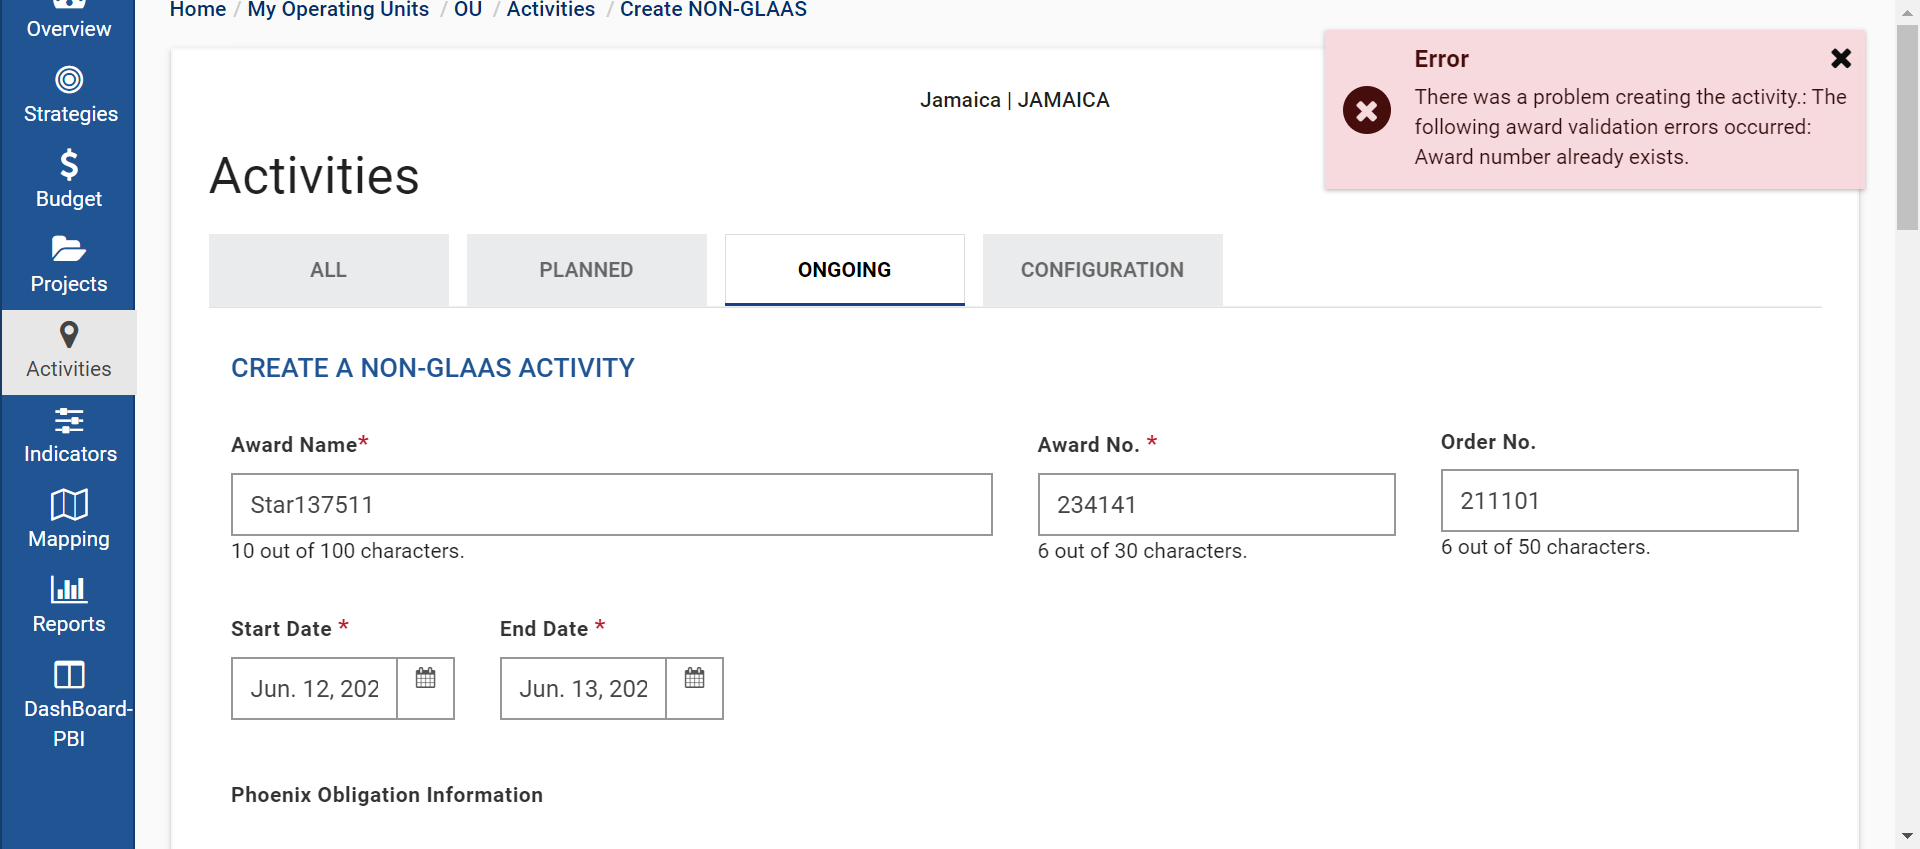 Home / My Operating Units / OU / Activities / Create NON-GLAAS
Overview
Strategies
Budget
Projects
Activities
Indicators
Mapping
Reports
DashBoard-
PBI
Error
There was a problem creating the activity.: The
following award validation errors occurred:
Award number already exists.
Jamaica | JAMAICA
Activities
ALL
PLANNED
ONGOING
CONFIGURATION
CREATE A NON-GLAAS ACTIVITY
Award Name*
Award No. *
Order No.
Star137511
234141
211101
10 out of 100 characters.
6 out of 30 characters.
6 out of 50 characters.
Start Date *
End Date *
Jun. 12, 202
Jun. 13, 202
Phoenix Obligation Information